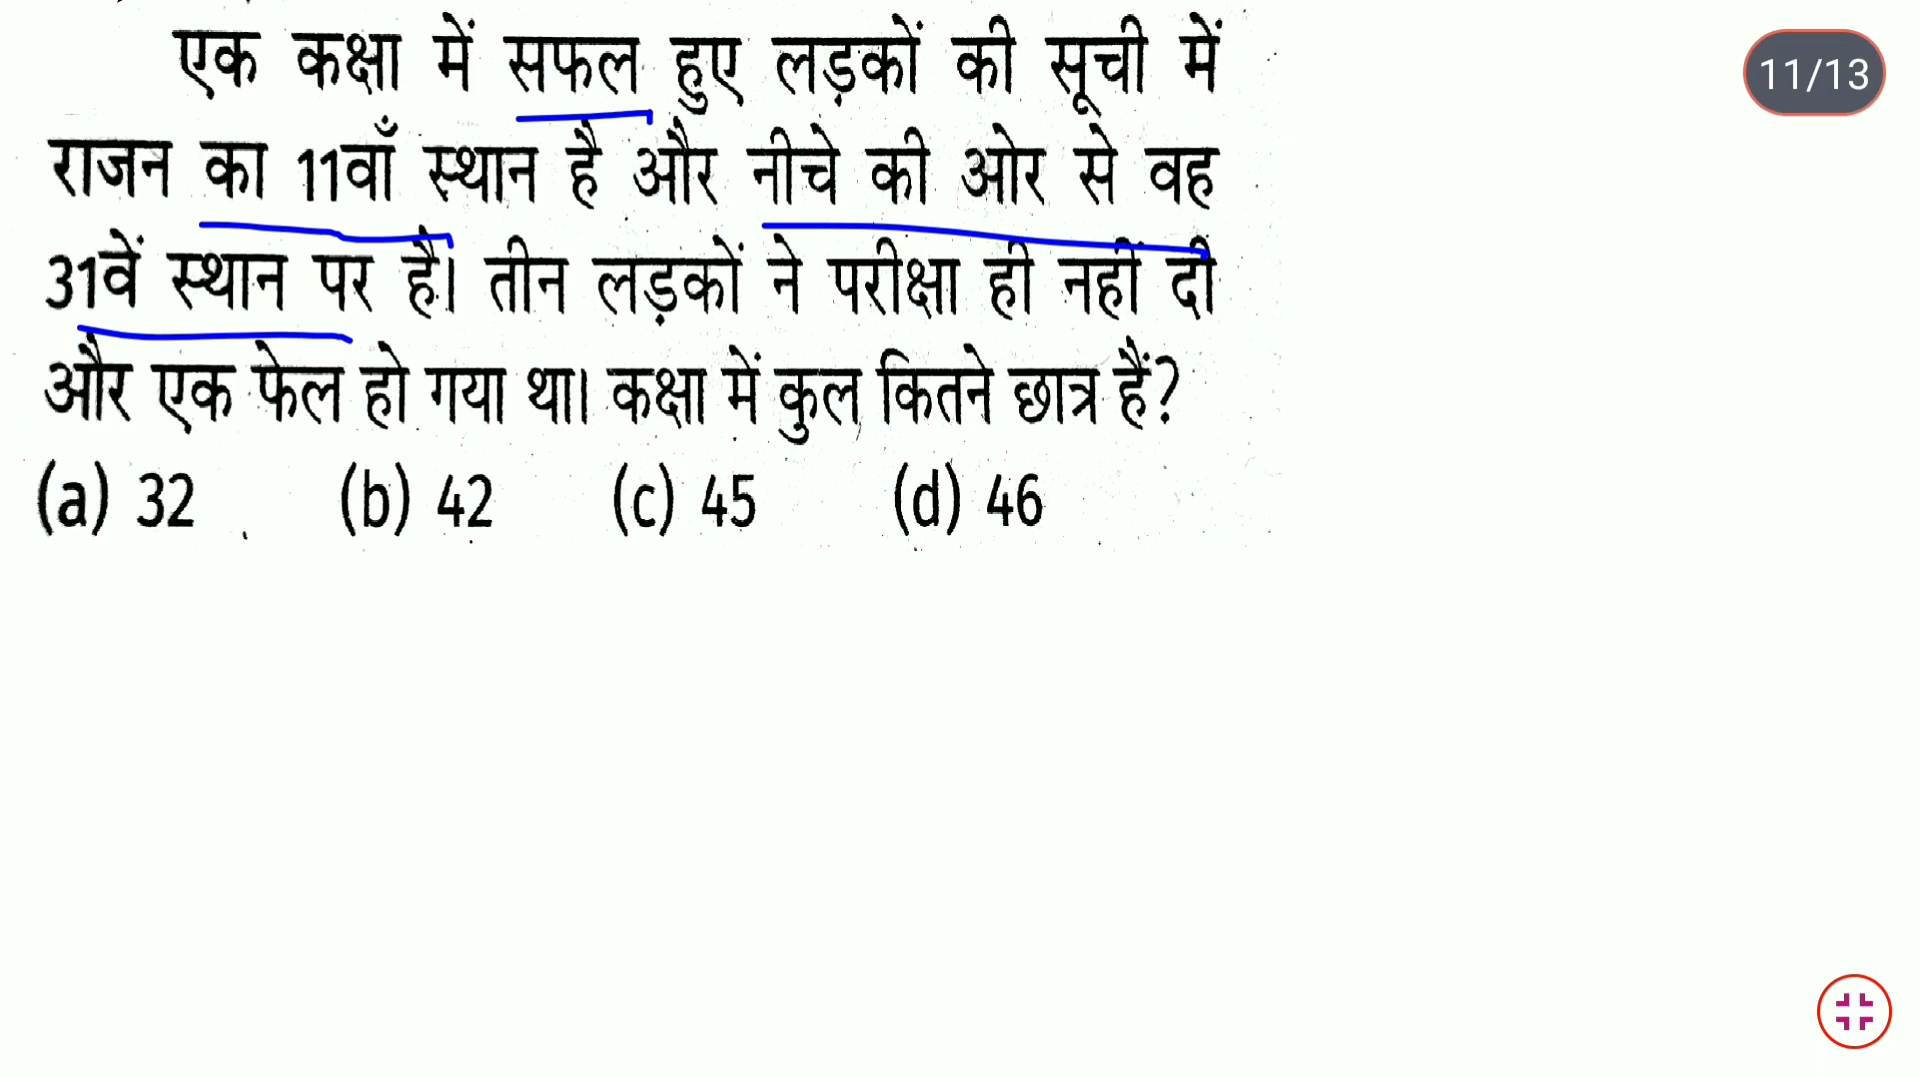 एक कक्षा में सफल हुए लड़कों की सूची में
11/13
राजन का 11वाँ स्थान है और नीचे की ओर से वह
31वें स्थान पर है। तीन लड़कों ने परीक्षा ही नहीं दी
और एक फेल हो गया था। कक्षा में कुल कितने छात्र हैं?
(a) 32 (b) 42 (c) 45 (d) 46